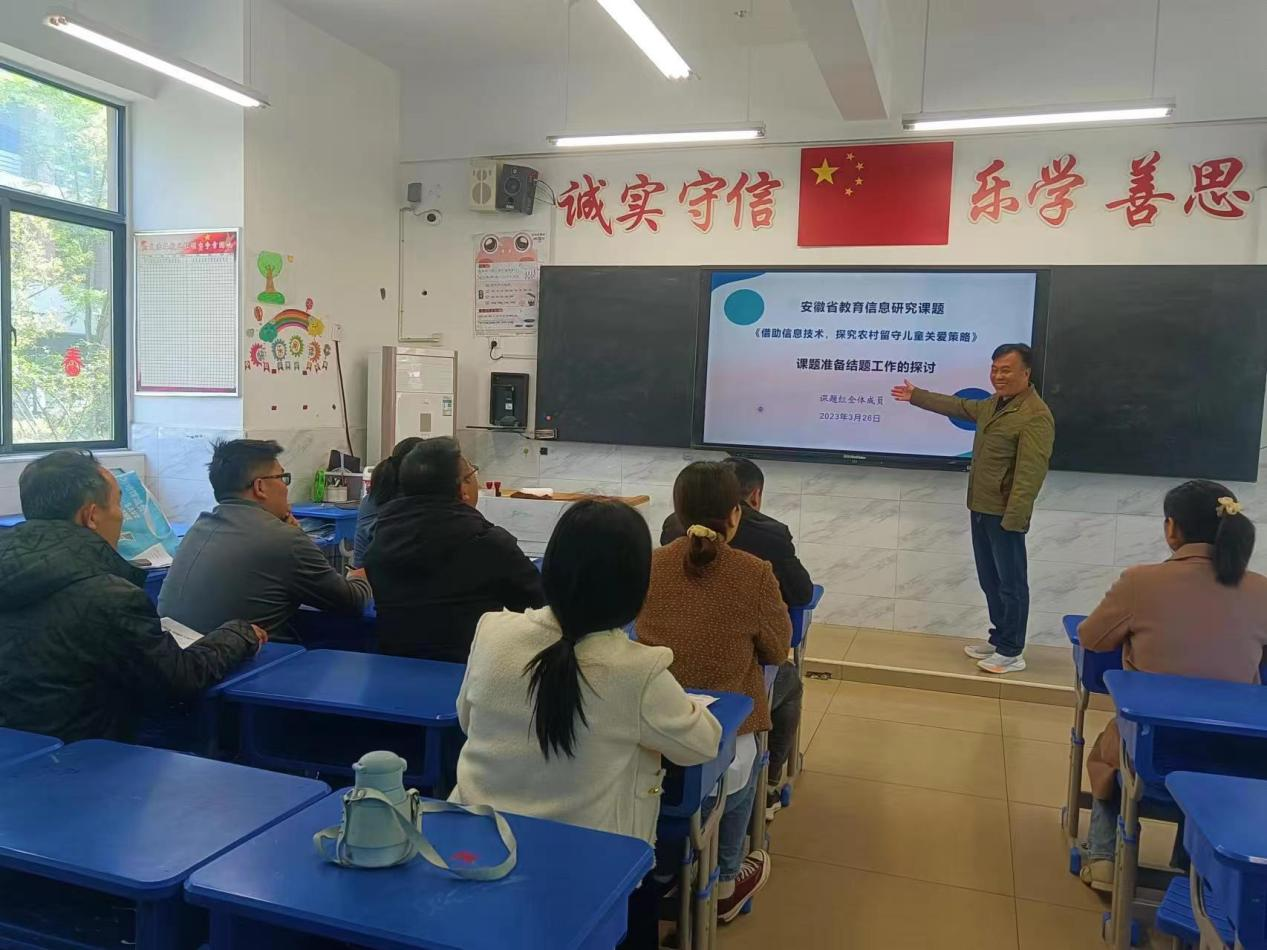 诚实守信
乐学善思
安徽省教育信息研究课题
《借助信息技术,探究农村留守儿童关爱策略》
课题准备结题工作的探讨
课题组全体成员
2023年3月26日
春